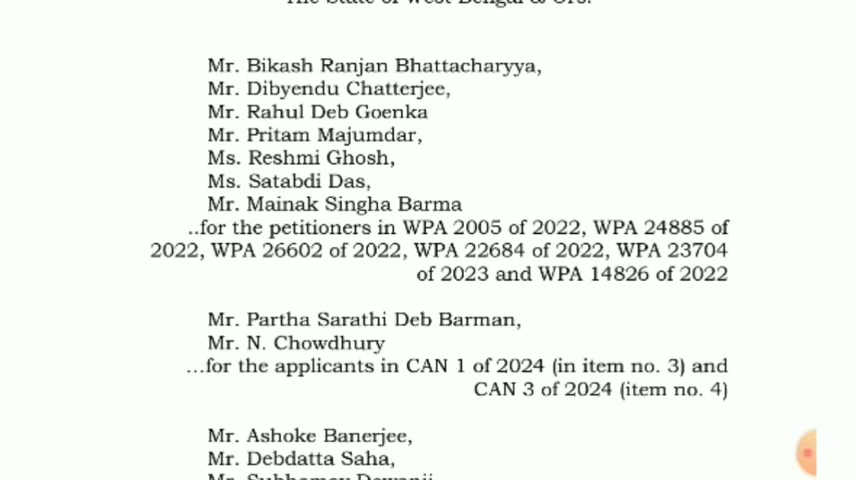 The State of West Bengal & Ors.
Mr. Bikash Ranjan Bhattacharyya,
Mr. Dibyendu Chatterjee,
Mr. Rahul Deb Goenka
Mr. Pritam Majumdar,
Ms. Reshmi Ghosh,
Ms. Satabdi Das,
Mr. Mainak Singha Barma
..for the petitioners in WPA 2005 of 2022, WPA 24885 of
2022, WPA 26602 of 2022, WPA 22684 of 2022, WPA 23704
of 2023 and WPA 14826 of 2022
Mr. Partha Sarathi Deb Barman,
Mr. N. Chowdhury
...for the applicants in CAN 1 of 2024 (in item no. 3) and
CAN 3 of 2024 (item no. 4)
Mr. Ashoke Banerjee,
Mr. Debdatta Saha,
Mr. Subhamoy Dewanji